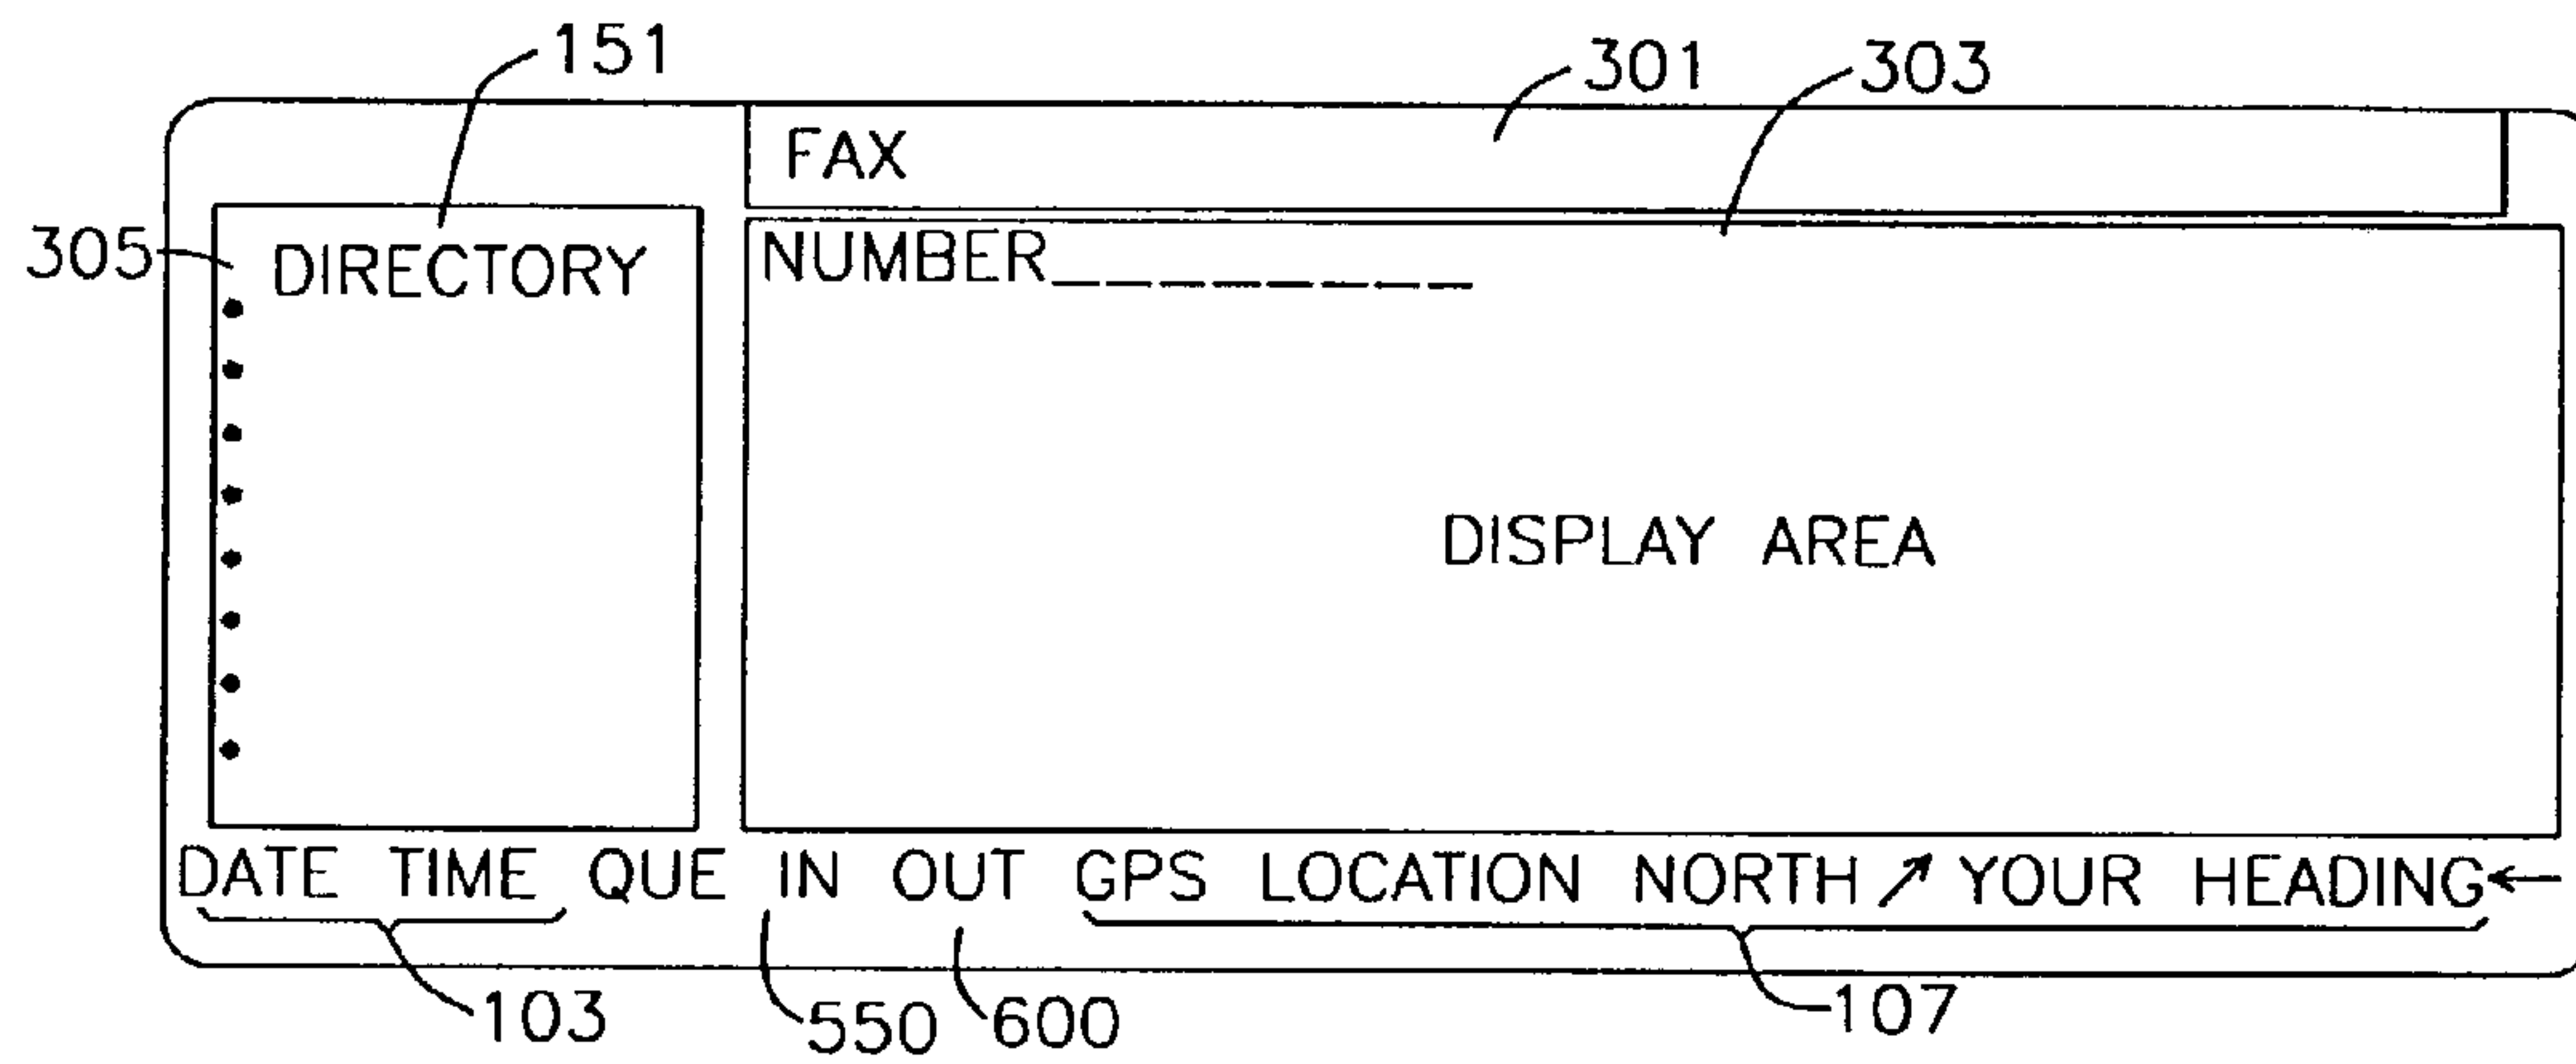 151
301
303
FAX
305
DIRECTORY
NUMBER_ _ _ _ _ _ _ _
DISPLAY AREA
DATE TIME QUE IN OUT GPS LOCATION NORTH↗YOUR HEADING←
103
550
600
107